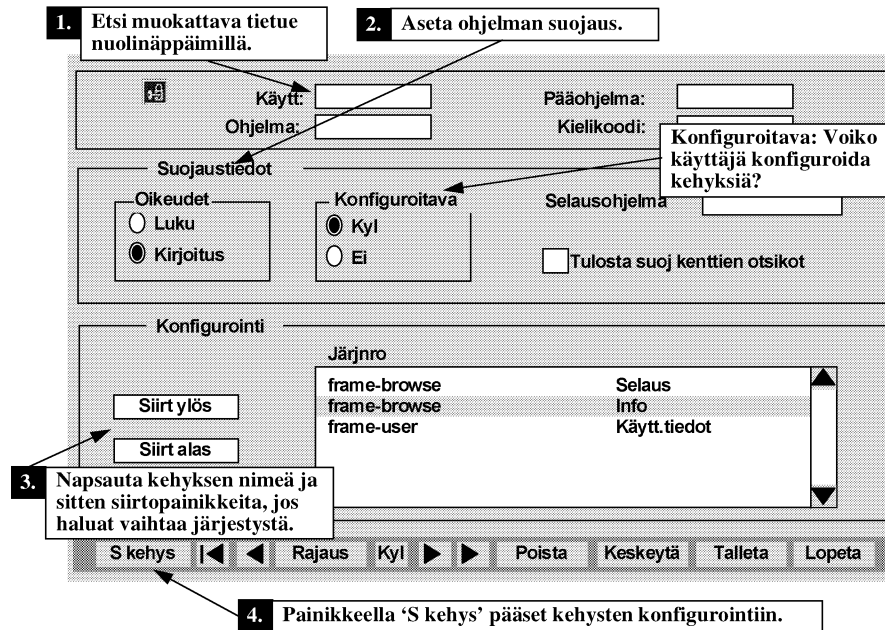 1. Etsi muokattava tietue
nuolinäppäimillä.
2. Aseta ohjelman suojaus.
Käytt:
Pääohjelma:
Ohjelma:
Kielikoodi:
Konfiguroitava: Voiko
käyttäjä konfiguroida
kehyksiä?
Suojaustiedot
Oikeudet
Luku
Kirjoitus
Konfiguroitava
Kyl
Ei
Selausohjelma
Tulosta suoj kenttien otsikot
Konfigurointi
Järjnro
frame-browse Selaus
frame-browse Info
frame-user Käytt.tiedot
Siirt ylös
Siirt alas
3. Napsauta kehyksen nimeä ja
sitten siirtopainikkeita, jos
haluat vaihtaa järjestystä.
S kehys Rajaus Kyl Poista Keskeytä Talleta Lopeta
4. Painikkeella ‘S kehys’ pääset kehysten konfigurointiin.